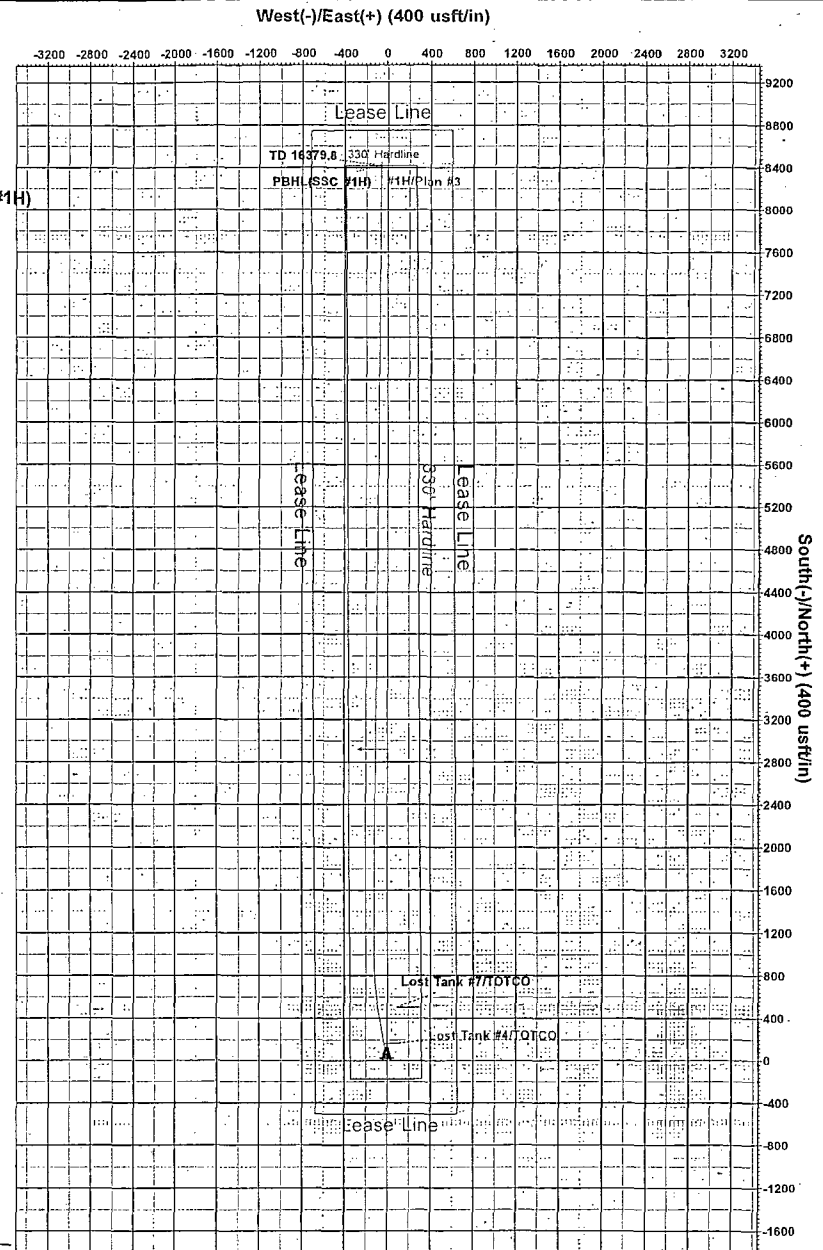 West(-)/East(+) (400 usft/in)
-3200 -2800 -2400 -2000 -1600 -1200 -800 -400 0 400 800 1200 1600 2000 2400 2800 3200
9200
Lease Line
8800
TD 16379.8 330' Hardline
8400
PBHL(SSC #1H) #1H/Plan #3
#1H)
8000
7600
7200
6800
6400
6000
5600
Lease Line
330' Hardline
Lease Line
5200
4800
South(-)/North(+) (400 usft/in)
4400
4000
3600
3200
2800
2400
2000
1600
1200
800
Lost Tank #7/TOTCO
400
Lost Tank #4/TOTCO
A
0
-400
Lease Line
-800
-1200
-1600